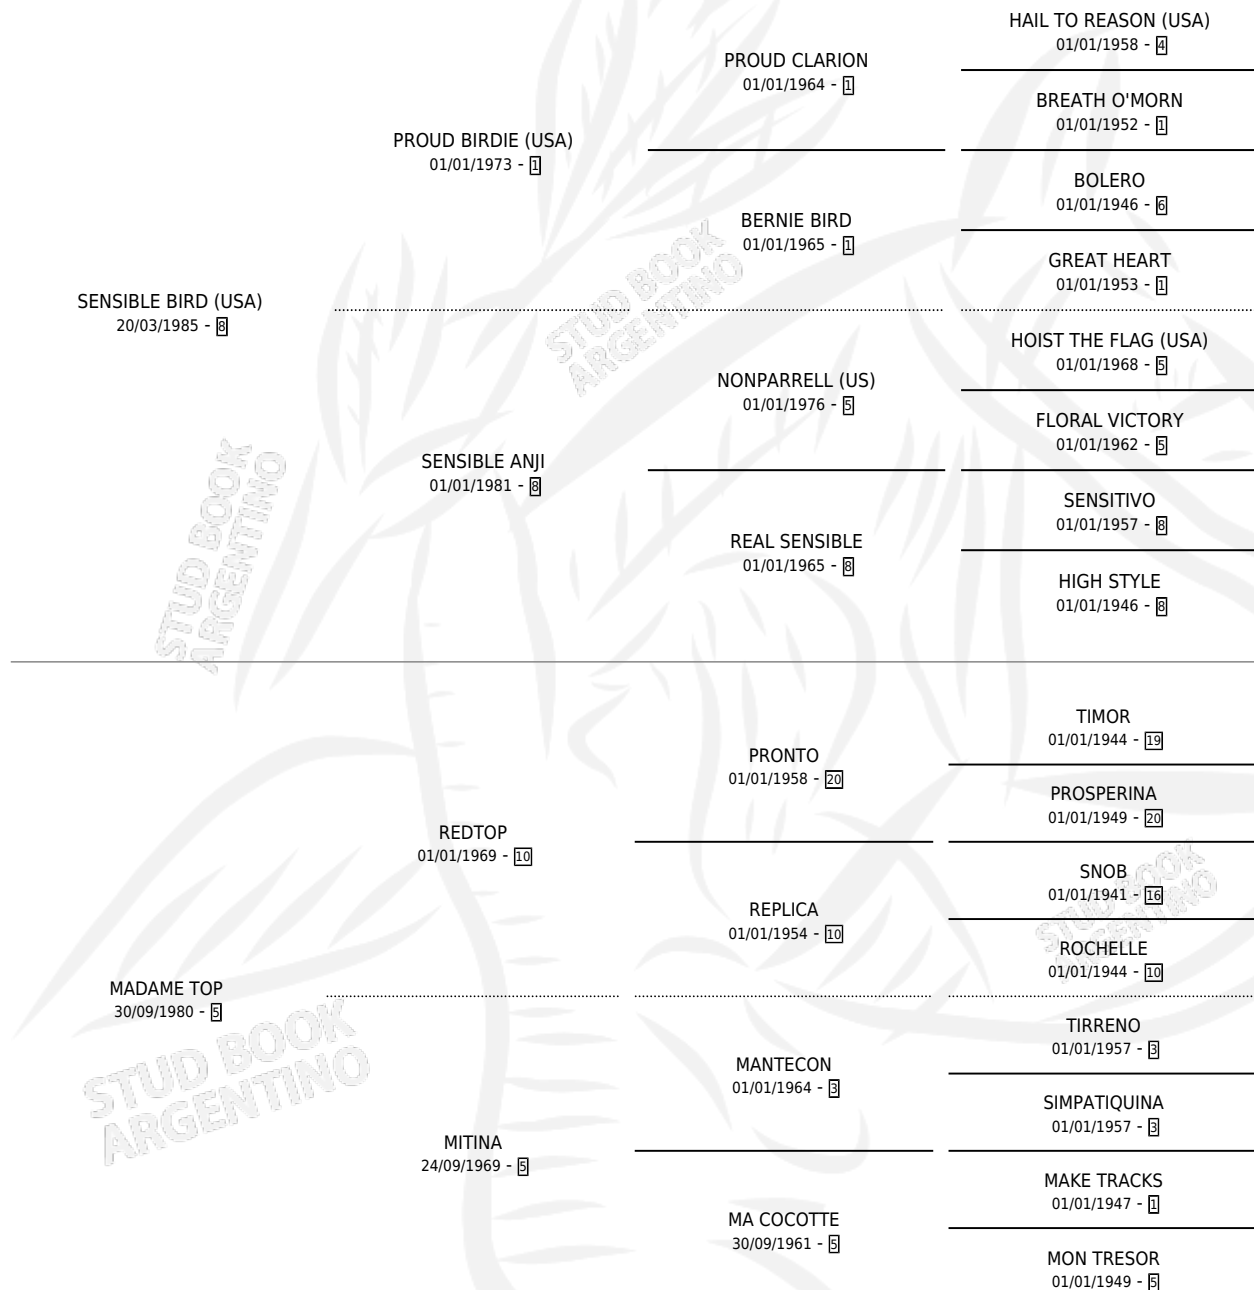 HAIL TO REASON (USA)
01/01/1958 - 4
PROUD CLARION
01/01/1964 - 1
BREATH O'MORN
01/01/1952 - 1
PROUD BIRDIE (USA)
01/01/1973 - 1
BOLERO
01/01/1946 - 6
BERNIE BIRD
01/01/1965 - 1
GREAT HEART
01/01/1953 - 1
SENSIBLE BIRD (USA)
20/03/1985 - 8
HOIST THE FLAG (USA)
01/01/1968 - 5
NONPARRELL (US)
01/01/1976 - 5
FLORAL VICTORY
01/01/1962 - 5
SENSIBLE ANJI
01/01/1981 - 8
SENSITIVO
01/01/1957 - 8
REAL SENSIBLE
01/01/1965 - 8
HIGH STYLE
01/01/1946 - 8
TIMOR
01/01/1944 - 19
PRONTO
01/01/1958 - 20
PROSPERINA
01/01/1949 - 20
REDTOP
01/01/1969 - 10
SNOB
01/01/1941 - 16
REPLICA
01/01/1954 - 10
ROCHELLE
01/01/1944 - 10
MADAME TOP
30/09/1980 - 5
TIRRENO
01/01/1957 - 3
MANTECON
01/01/1964 - 3
SIMPATIQUINA
01/01/1957 - 3
MITINA
24/09/1969 - 5
MAKE TRACKS
01/01/1947 - 1
MA COCOTTE
30/09/1961 - 5
MON TRESOR
01/01/1949 - 5
STUD BOOK
ARGENTINO
STUD BOOK
ARGENTINO
STUD BOOK
ARGENTINO
STUD BOOK
ARGENTINO